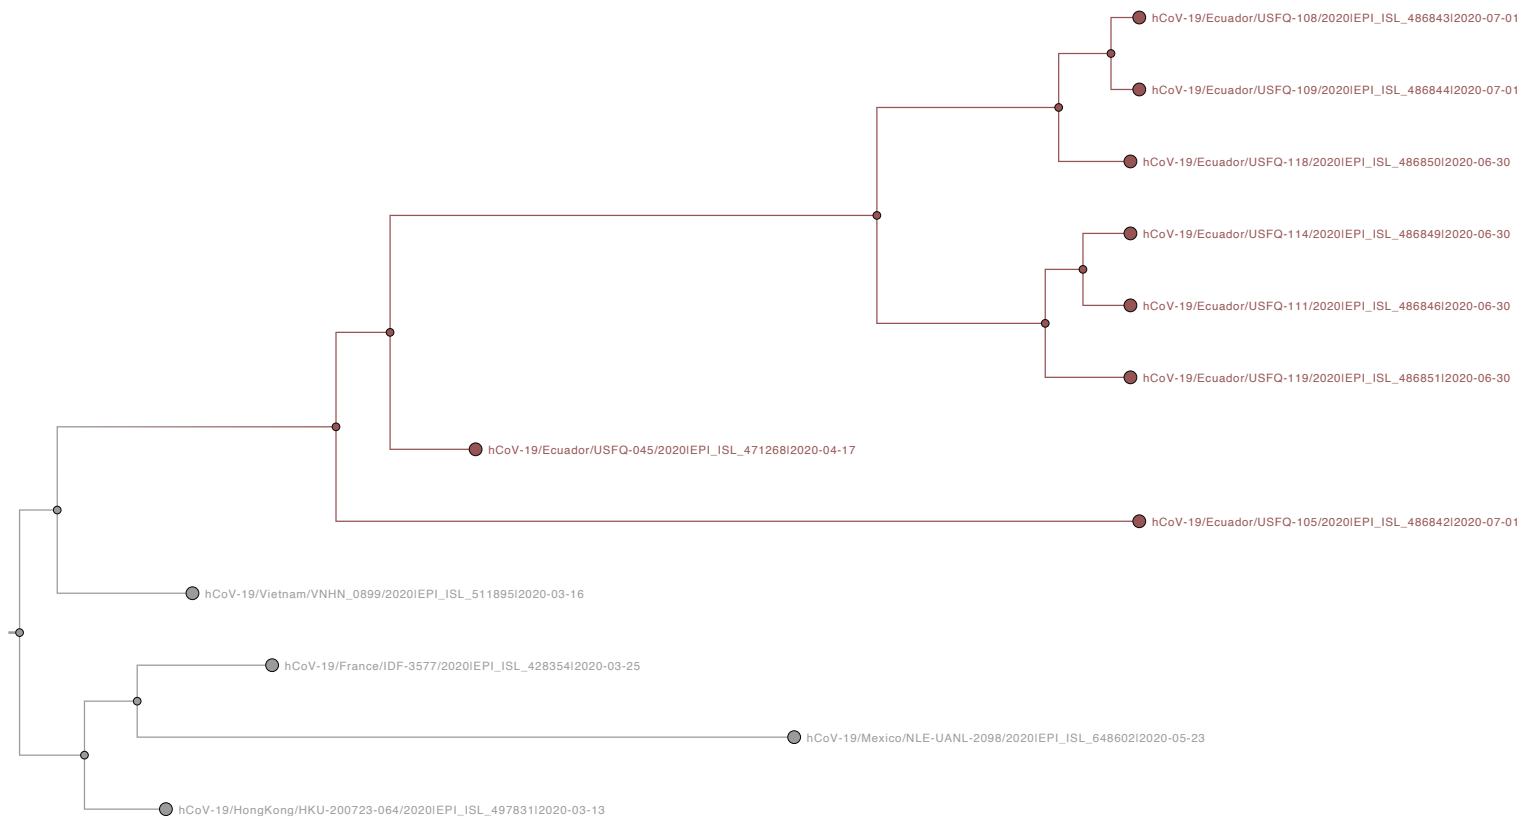 hCoV-19/Ecuador/USFQ-108/2020|EPI_ISL_486843|2020-07-01
hCoV-19/Ecuador/USFQ-109/2020|EPI_ISL_486844|2020-07-01
hCoV-19/Ecuador/USFQ-118/2020|EPI_ISL_486850|2020-06-30
hCoV-19/Ecuador/USFQ-114/2020|EPI_ISL_486849|2020-06-30
hCoV-19/Ecuador/USFQ-111/2020|EPI_ISL_486846|2020-06-30
hCoV-19/Ecuador/USFQ-119/2020|EPI_ISL_486851|2020-06-30
hCoV-19/Ecuador/USFQ-045/2020|EPI_ISL_471268|2020-04-17
hCoV-19/Ecuador/USFQ-105/2020|EPI_ISL_486842|2020-07-01
hCoV-19/Vietnam/VNHN_0899/2020|EPI_ISL_511895|2020-03-16
hCoV-19/France/IDF-3577/2020|EPI_ISL_428354|2020-03-25
hCoV-19/Mexico/NLE-UANL-2098/2020|EPI_ISL_648602|2020-05-23
hCoV-19/HongKong/HKU-200723-064/2020|EPI_ISL_497831|2020-03-13